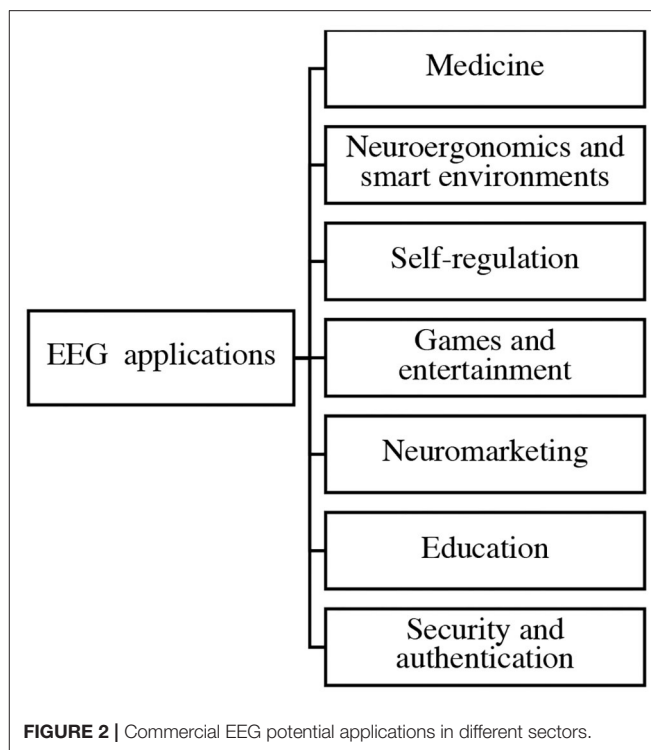 Medicine
Neuroergonomics and
smart environments
Self-regulation
EEG applications
Games and
entertainment
Neuromarketing
Education
Security and
authentication
FIGURE 2 | Commercial EEG potential applications in different sectors.